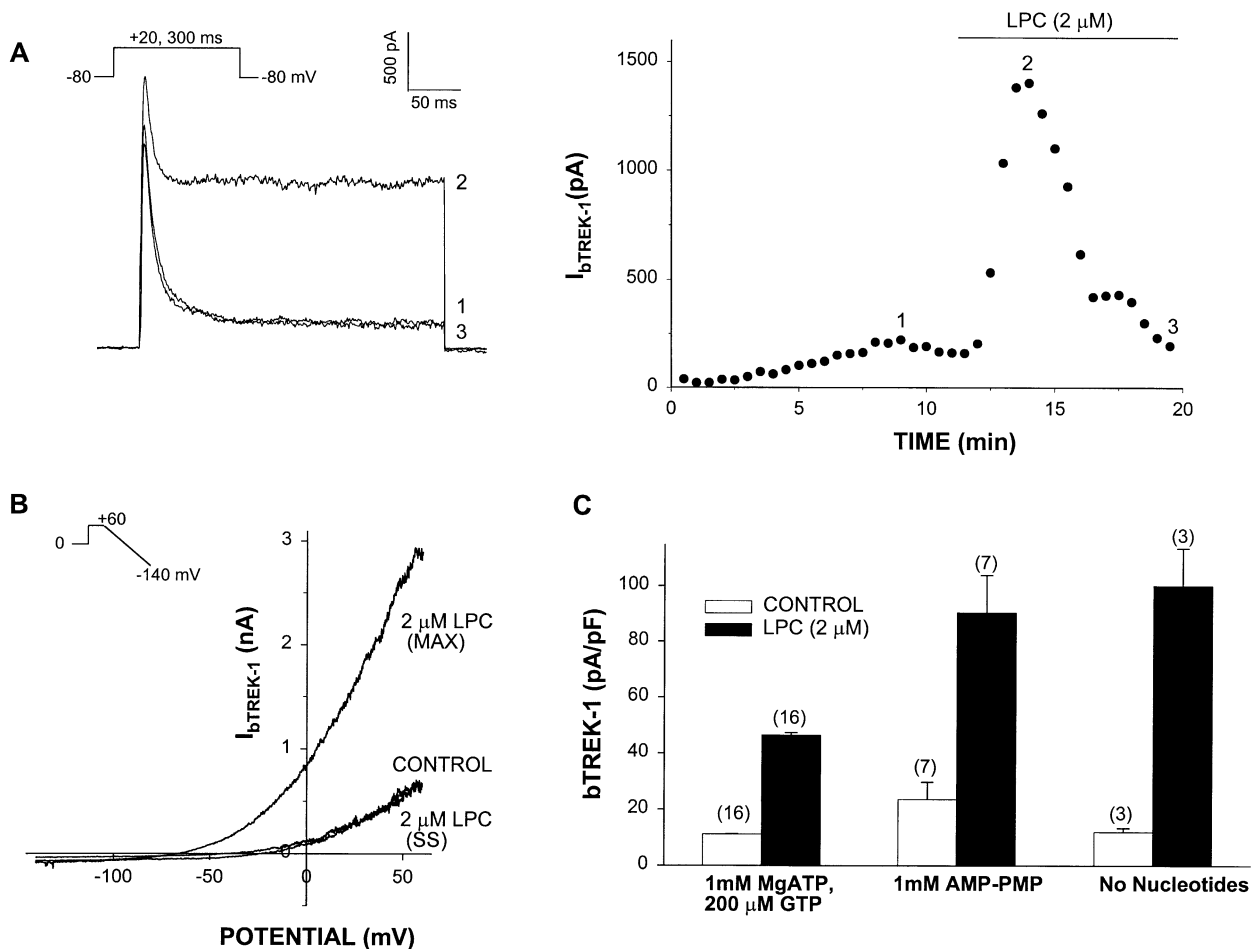 A
+20, 300 ms
-80
-80 mV
500 pA
50 ms
2
1
3
LPC (2 µM)
1500
1000
500
0
I bTREK-1 (pA)
1
2
3
0
5
10
15
20
TIME (min)
B
+60
0
-140 mV
3
2
1
0
I bTREK-1 (nA)
2 µM LPC
(MAX)
CONTROL
2 µM LPC
(SS)
-100
-50
0
50
POTENTIAL (mV)
C
bTREK-1 (pA/pF)
100
80
60
40
20
0
CONTROL
LPC (2 µM)
(16)
(16)
(7)
(7)
(3)
(3)
1mM MgATP,
200 µM GTP
1mM AMP-PMP
No Nucleotides